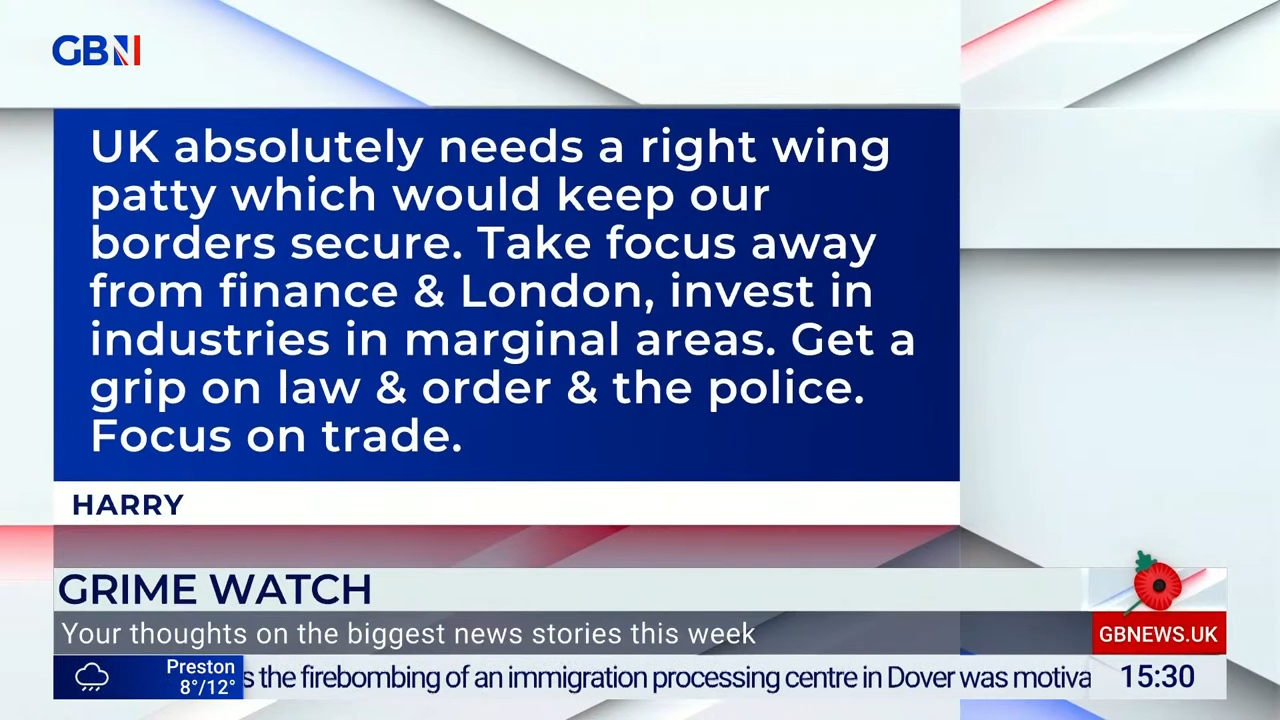 GBN
UK absolutely needs a right wing
patty which would keep our
borders secure. Take focus away
from finance & London, invest in
industries in marginal areas. Get a
grip on law & order & the police.
Focus on trade.
HARRY
GRIME WATCH
Your thoughts on the biggest news stories this week
GBNEWS.UK
Preston
8°/12°
s the firebombing of an immigration processing centre in Dover was motiva
15:30